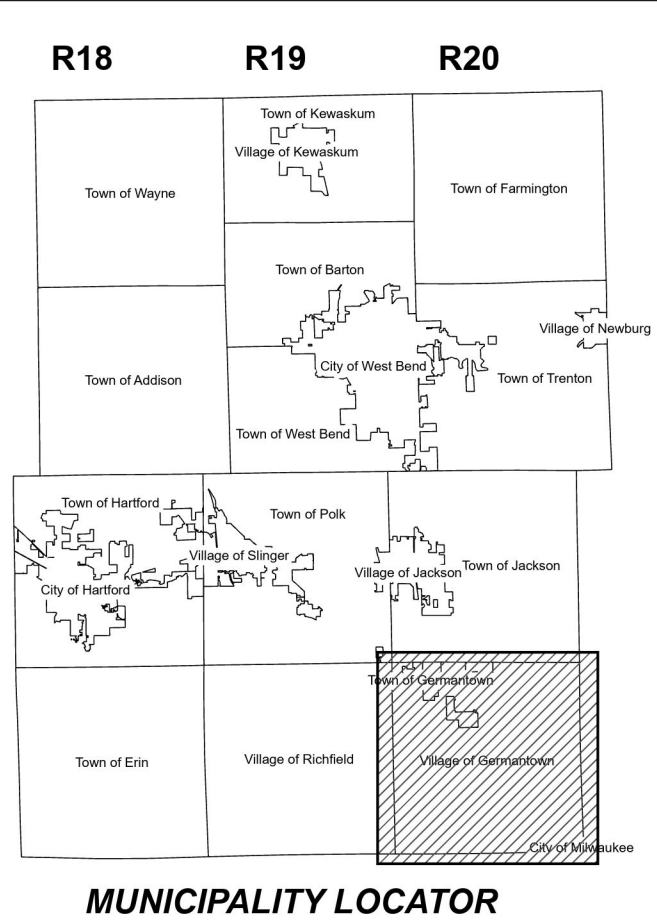 R18 R19 R20
Town of Kewaskum
Village of Kewaskum
Town of Wayne
Town of Farmington
Town of Barton
Village of Newburg
City of West Bend
Town of Addison
Town of Trenton
Town of West Bend
Town of Hartford
Town of Polk
Village of Slinger
Town of Jackson
Village of Jackson
City of Hartford
Town of Germantown
Town of Erin
Village of Richfield
Village of Germantown
City of Milwaukee
MUNICIPALITY LOCATOR